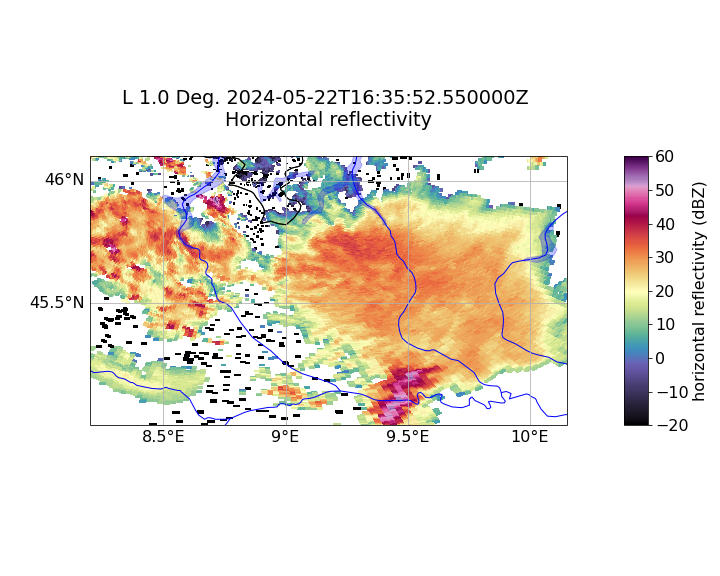 L 1.0 Deg. 2024-05-22T16:35:52.550000Z
Horizontal reflectivity
46°N
45.5°N
8.5°E
9°E
9.5°E
10°E
60
50
40
30
20
10
0
−10
−20
horizontal reflectivity (dBZ)